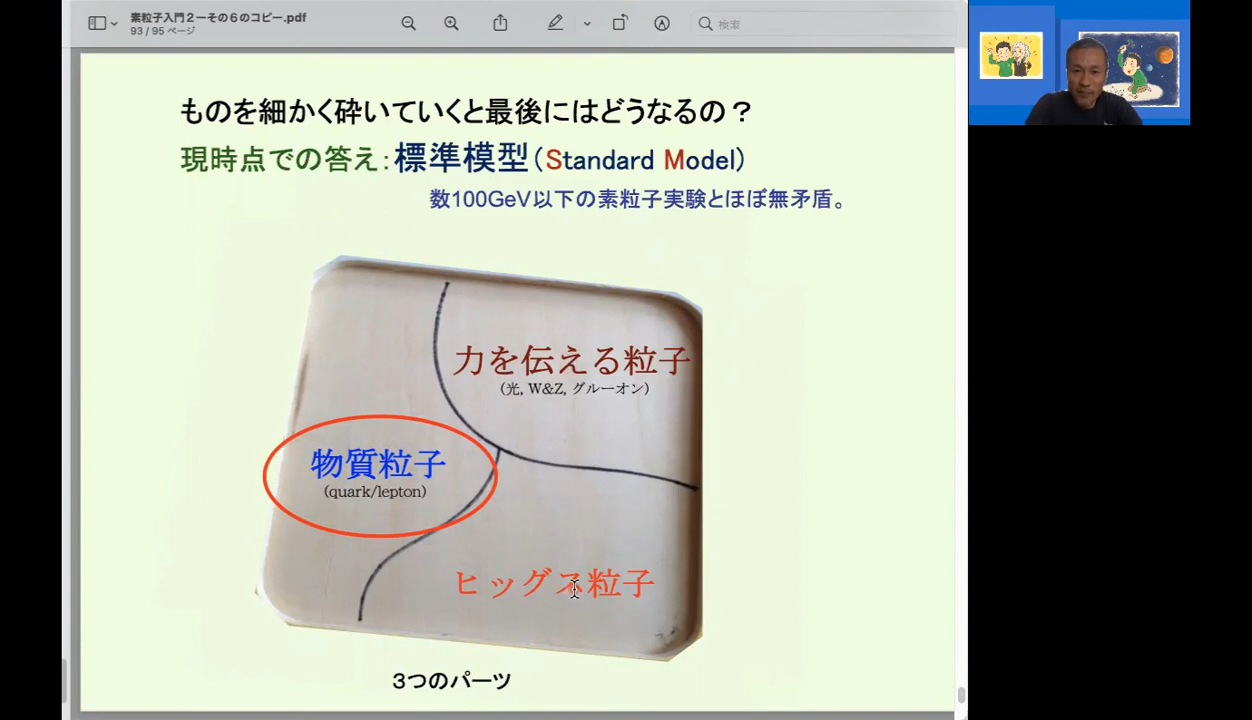 素粒子入門2ーその6のコピー.pdf
93 / 95 ページ
検索
ものを細かく砕いていくと最後にはどうなるの？
現時点での答え：標準模型（Standard Model）
数100GeV以下の素粒子実験とほぼ無矛盾。
力を伝える粒子
(光, W&Z, グルーオン)
物質粒子
(quark/lepton)
ヒッグス粒子
3つのパーツ